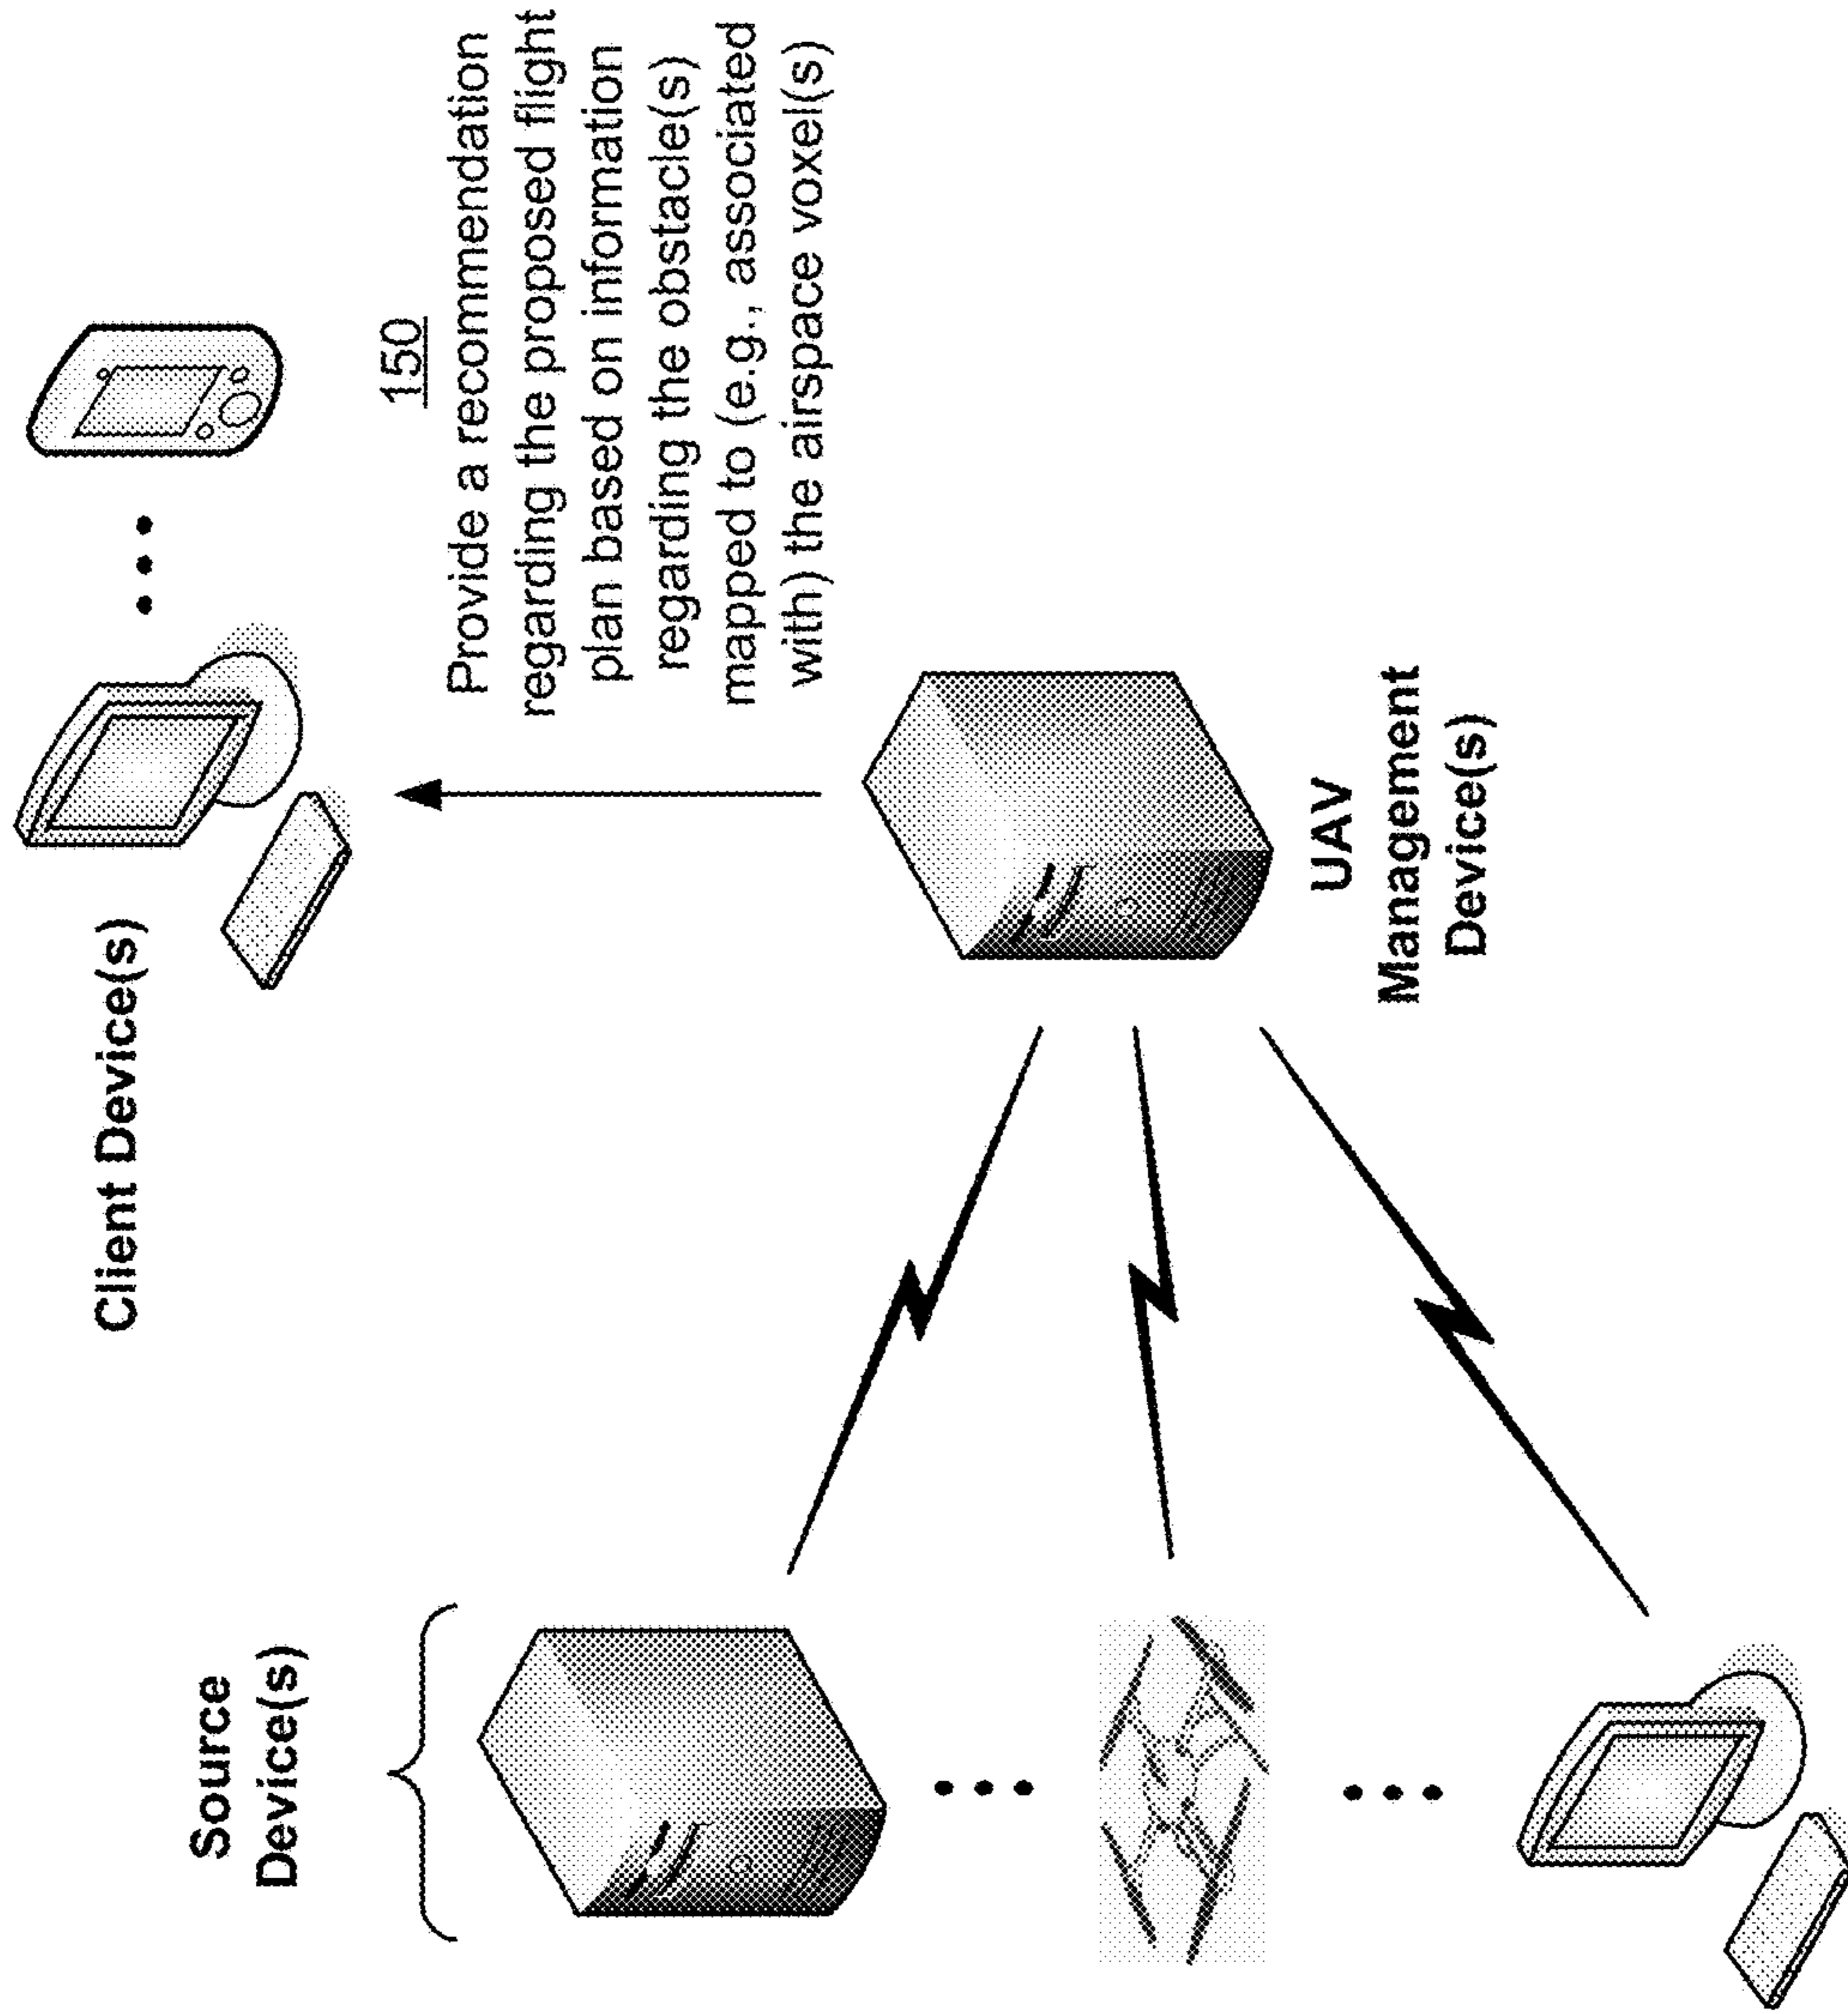 Source
Device(s)
Client Device(s)
150
Provide a recommendation
regarding the proposed flight
plan based on information
regarding the obstacle(s)
mapped to (e.g., associated
with) the airspace voxel(s)
UAV
Management
Device(s)